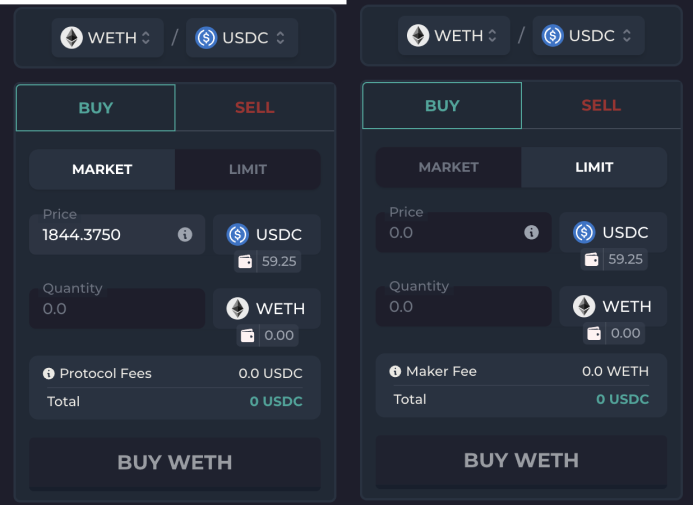 WETH / USDC
BUY SELL
MARKET LIMIT
Price
1844.3750 USDC
59.25
Quantity
0.0 WETH
0.00
Protocol Fees 0.0 USDC
Total 0 USDC
BUY WETH
WETH / USDC
BUY SELL
MARKET LIMIT
Price
0.0 USDC
59.25
Quantity
0.0 WETH
0.00
Maker Fee 0.0 WETH
Total 0 USDC
BUY WETH